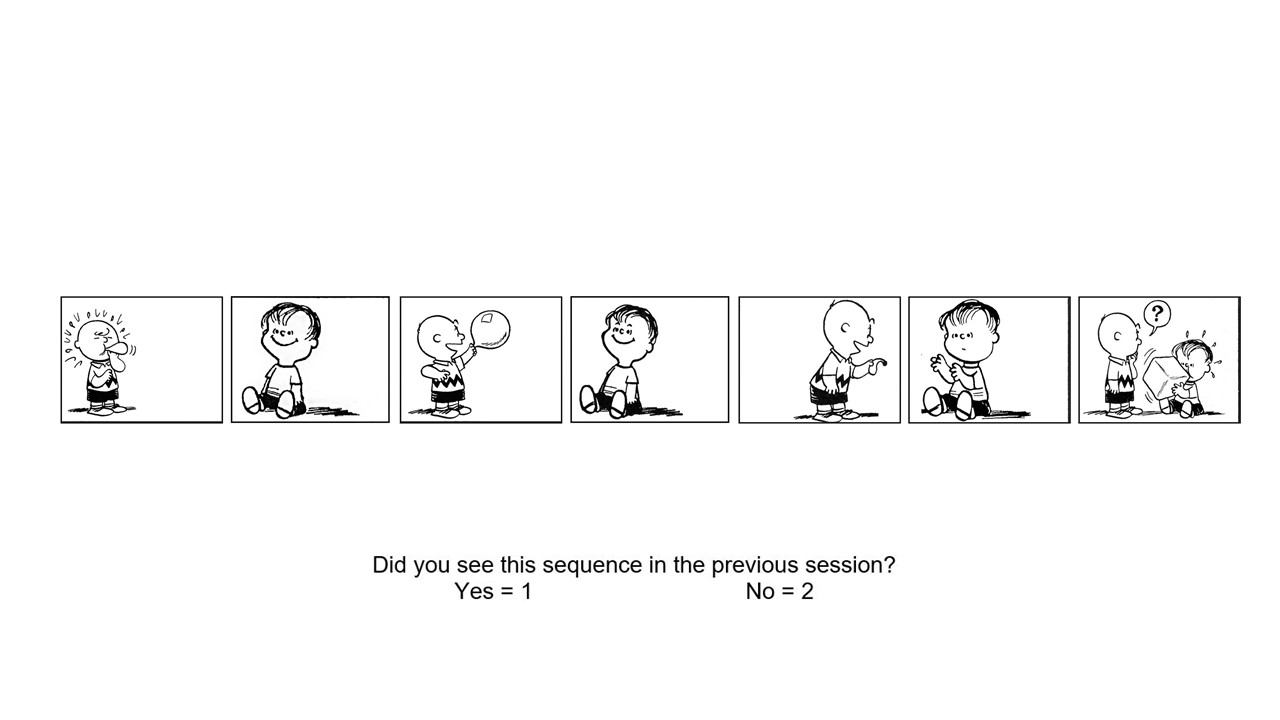 ?
Did you see this sequence in the previous session?
Yes = 1 No = 2